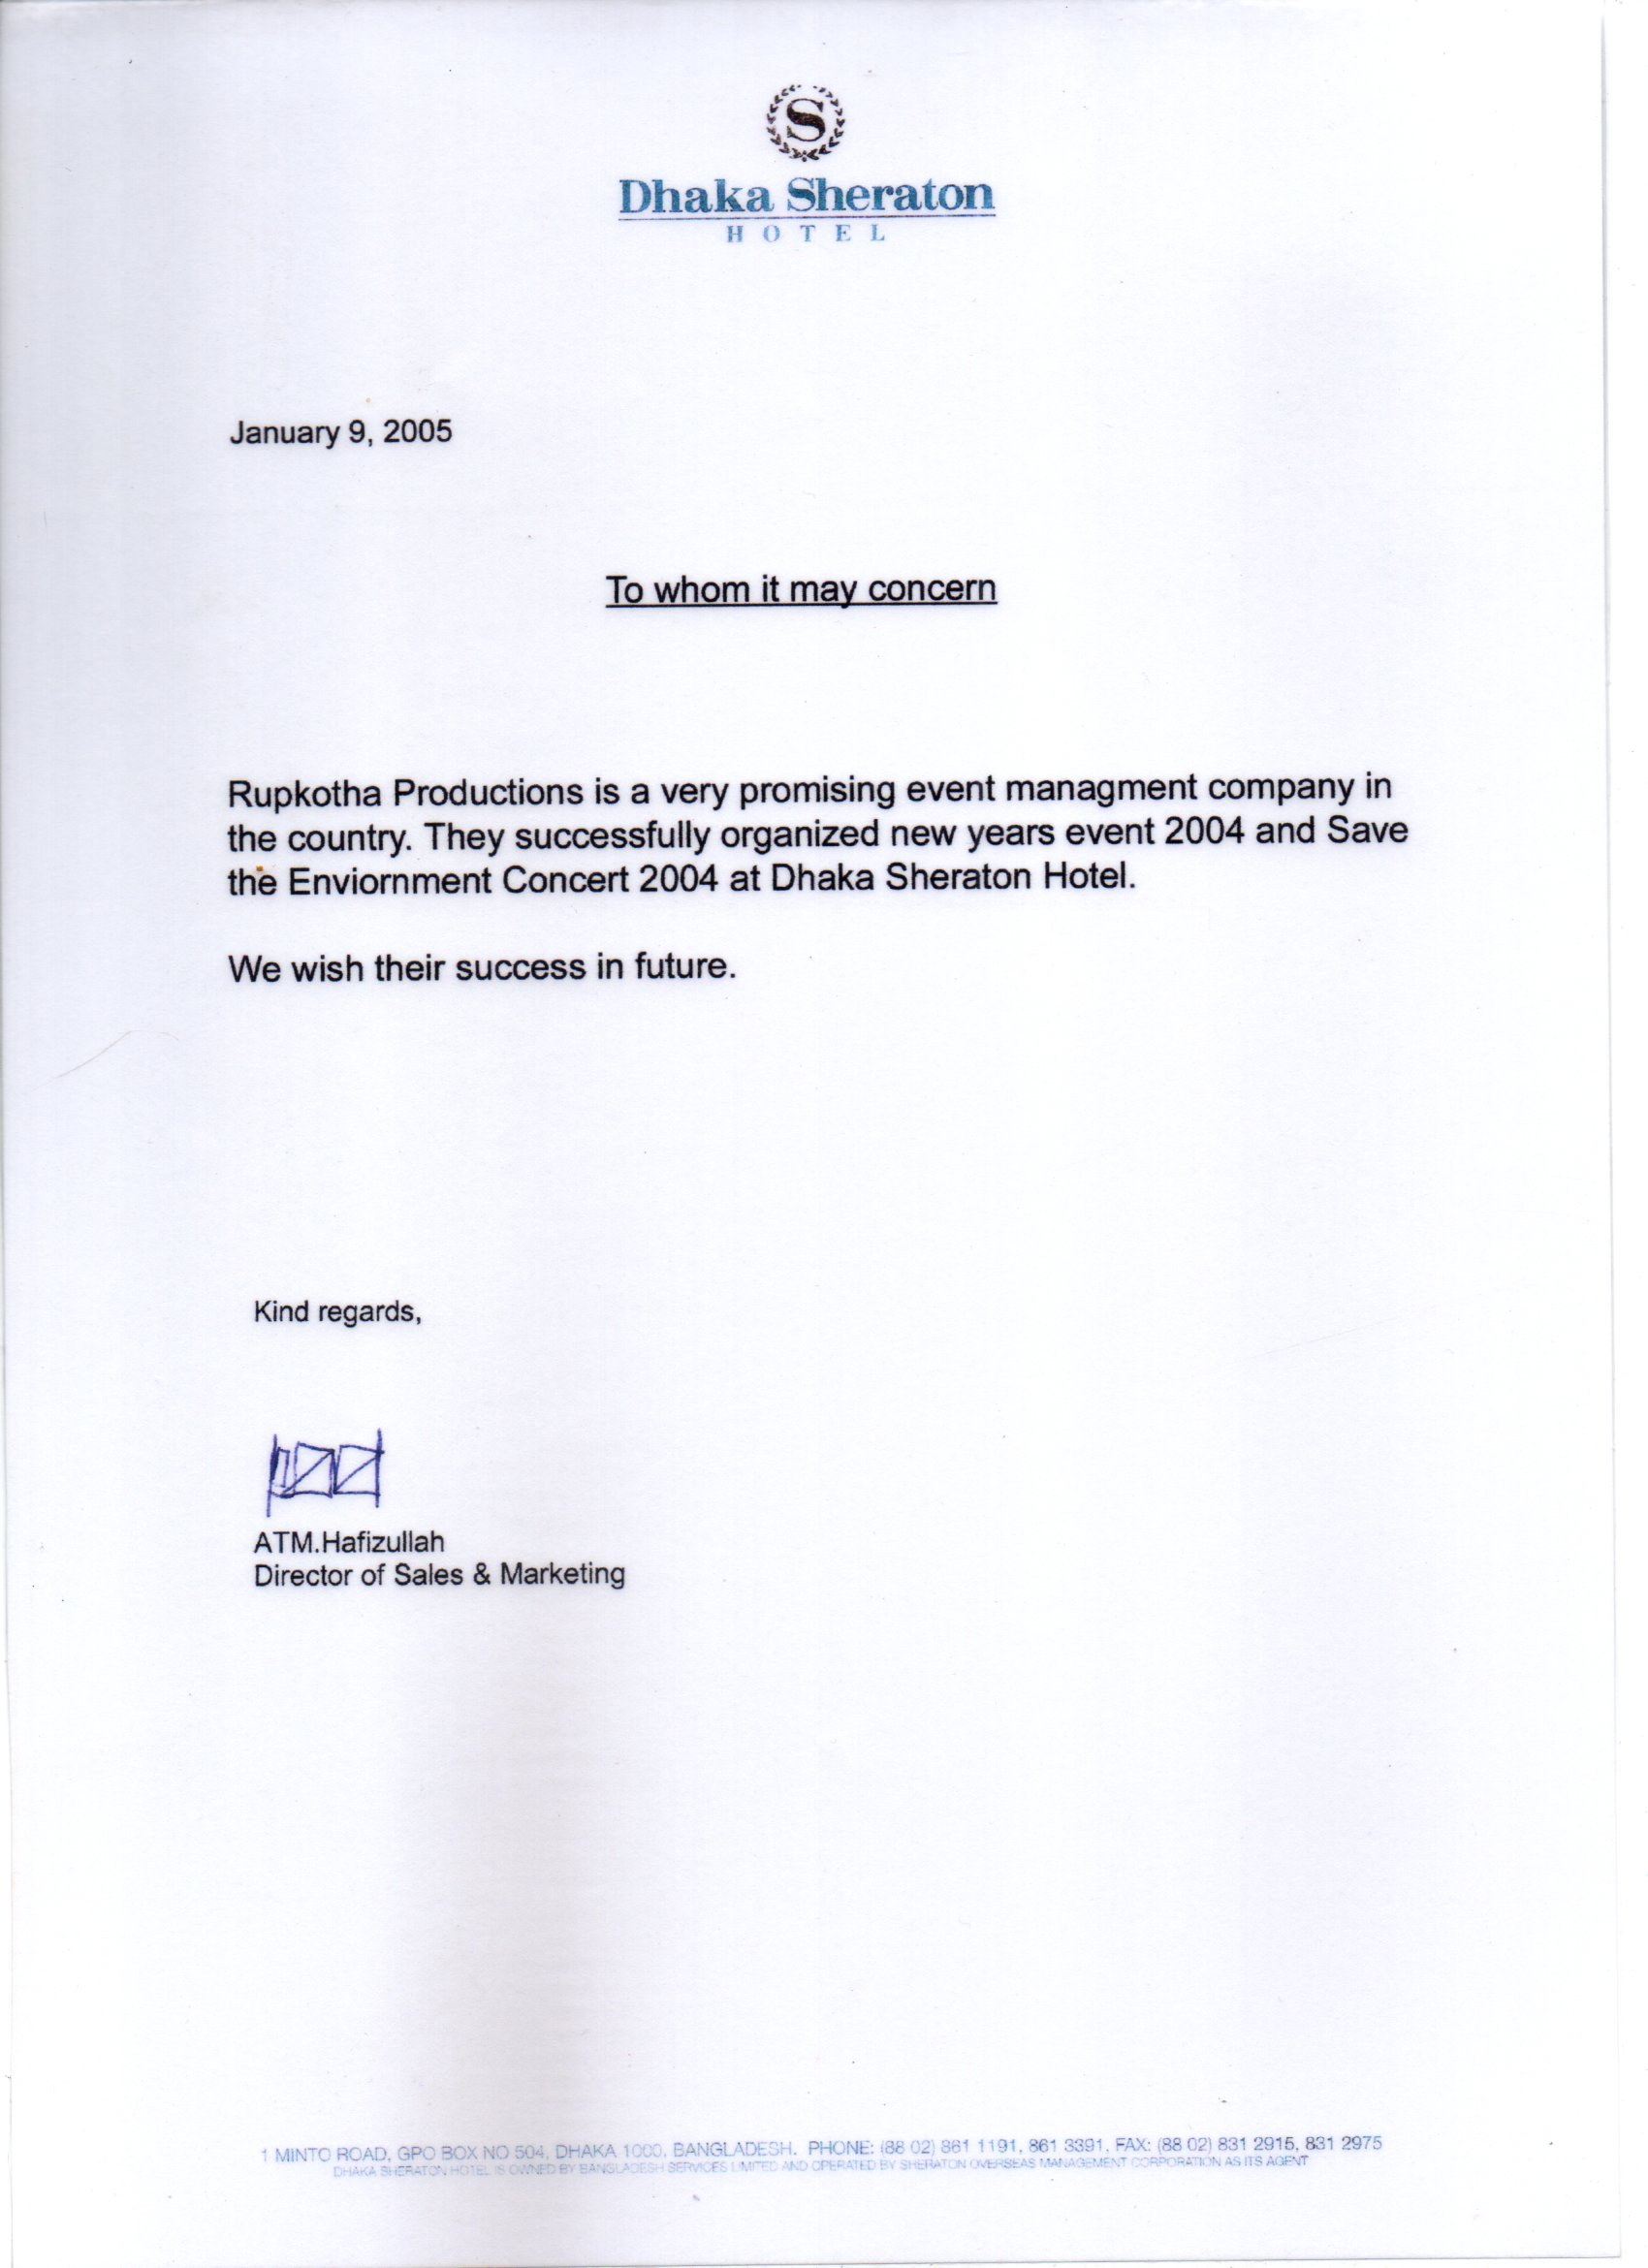 S
Dhaka Sheraton
HOTEL
January 9, 2005
To whom it may concern
Rupkotha Productions is a very promising event managment company in
the country. They successfully organized new years event 2004 and Save
the Enviornment Concert 2004 at Dhaka Sheraton Hotel.
We wish their success in future.
Kind regards,
ATM.Hafizullah
Director of Sales & Marketing
1 MINTO ROAD, GPO BOX NO 504, DHAKA 1000, BANGLADESH. PHONE: (88 02) 861 1191, 861 3391, FAX: (88 02) 831 2915, 831 2975
DHAKA SHERATON HOTEL IS OWNED BY BANGLADESH SERVICES LIMITED AND OPERATED BY SHERATON OVERSEAS MANAGEMENT CORPORATION AS ITS AGENT